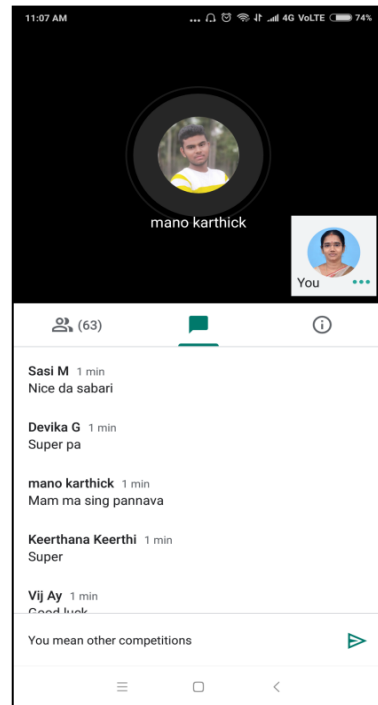 11:07 AM ... 4G VoLTE 74%
mano karthick
You
(63)
Sasi M 1 min
Nice da sabari
Devika G 1 min
Super pa
mano karthick 1 min
Mam ma sing pannava
Keerthana Keerthi 1 min
Super
Vij Ay 1 min
Good luck
You mean other competitions